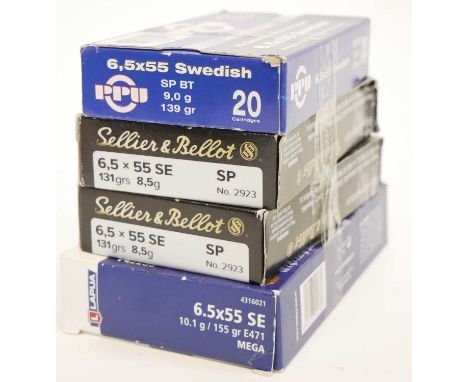 6,5x55 Swedish
PPU
SP BT
9,0 g
139 gr
20
Cartridges
6,5x55
Sellier & Bellot
6,5 × 55 SE
SP
131grs 8,5g
No. 2923
Sellier & Bellot
6,5 × 55 SE
SP
131grs 8,5g
No. 2923
LAPUA
4316021
6.5x55 SE
10.1 g / 155 gr E471
MEGA